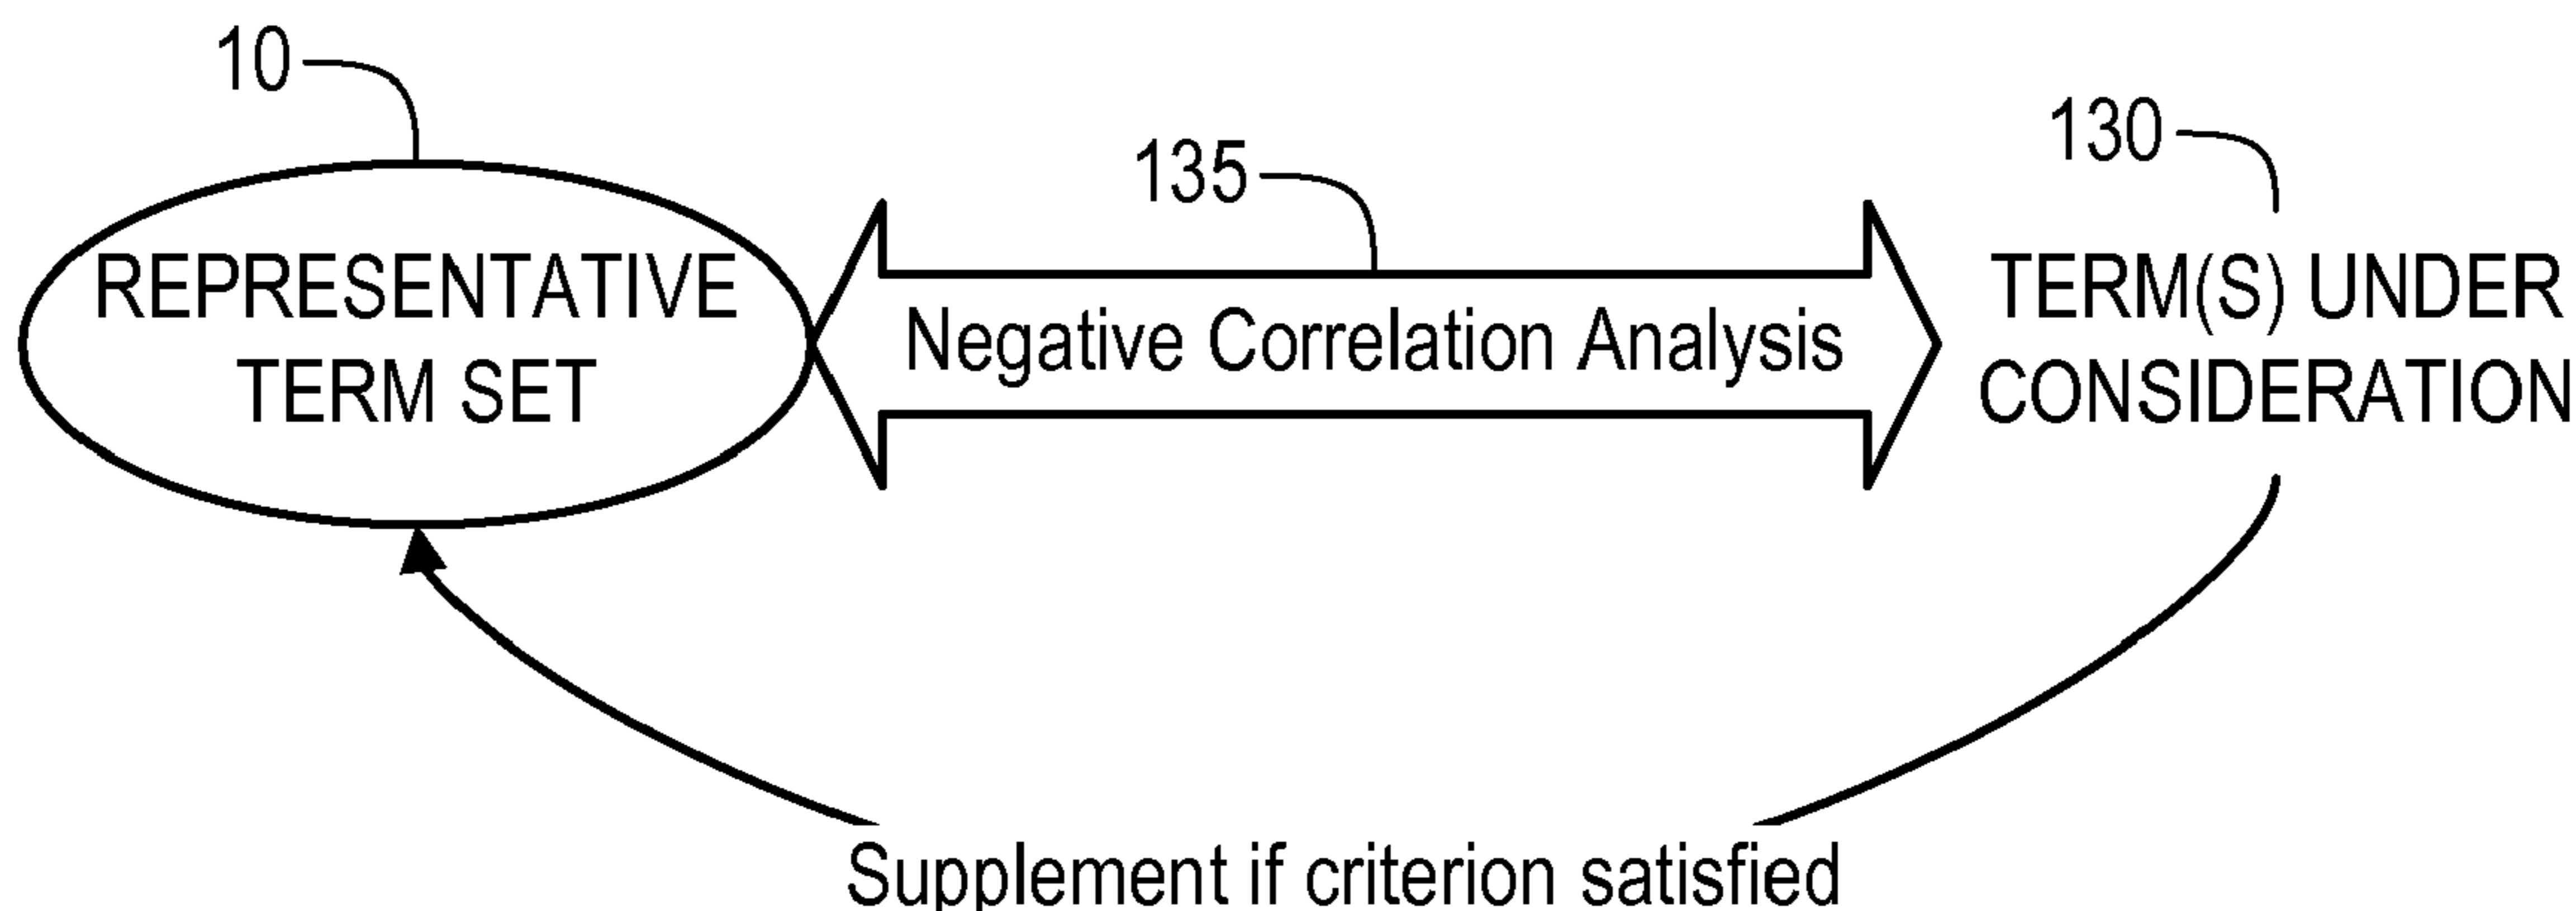 10
135
130
REPRESENTATIVE
TERM SET
Negative Correlation Analysis
TERM(S) UNDER
CONSIDERATION
Supplement if criterion satisfied